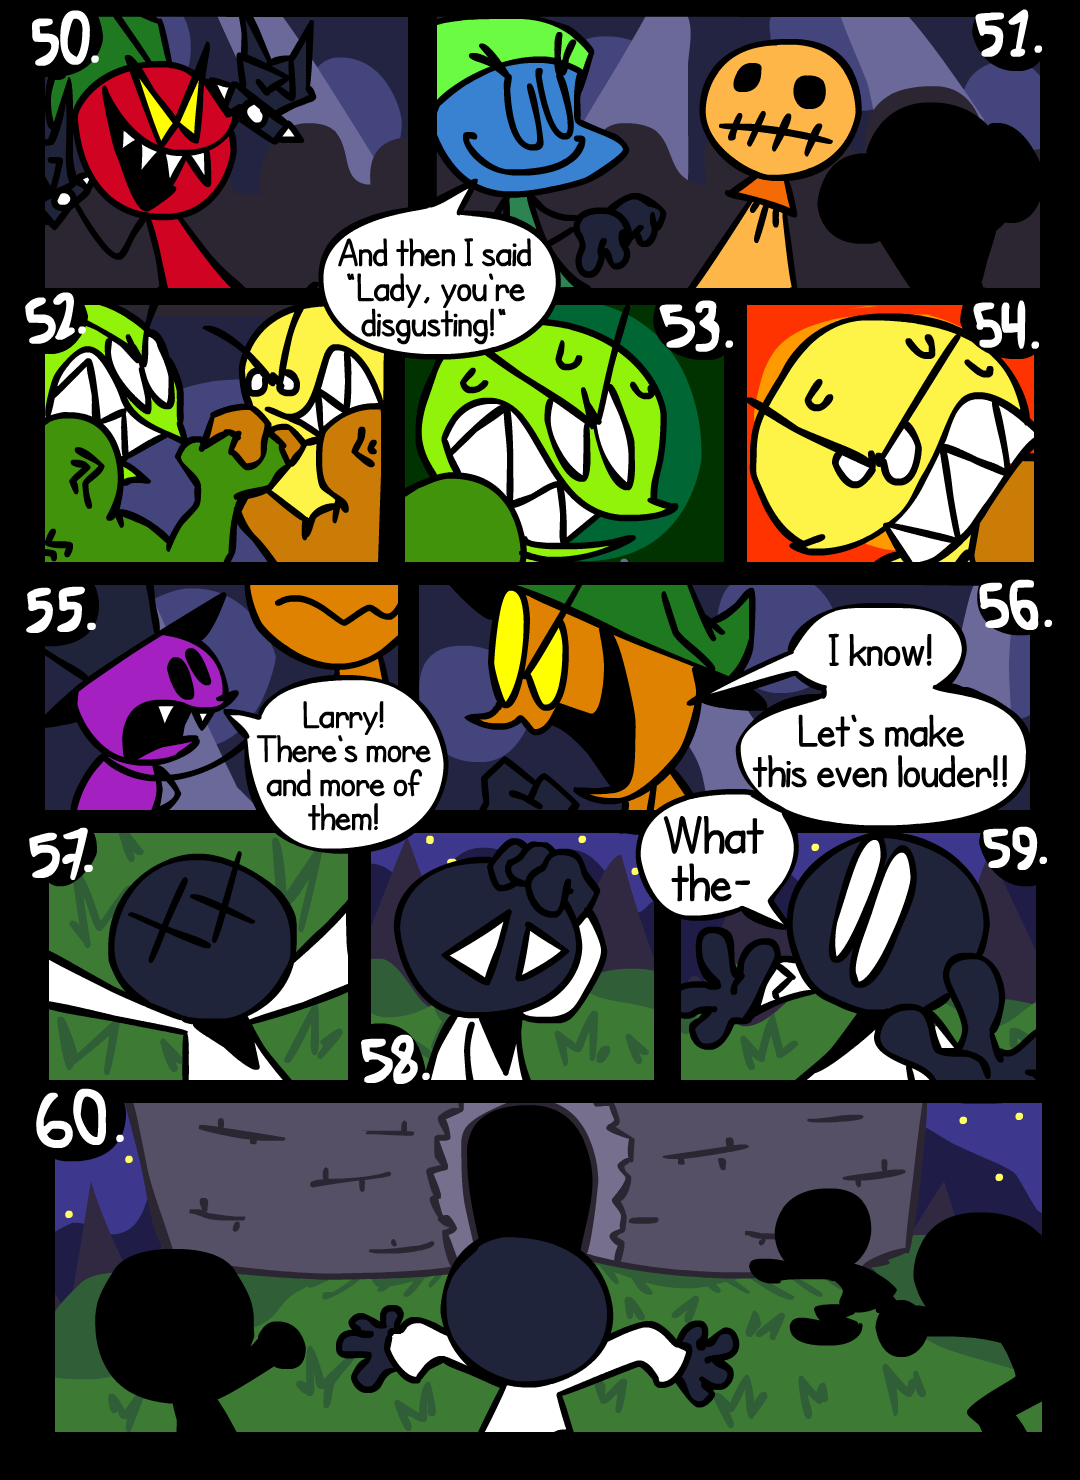 50.
51.
And then I said
"Lady, you're
disgusting!"
52.
53.
54.
55.
Larry!
There's more
and more of
them!
56.
I know!
Let's make
this even louder!!
57.
58.
What
the-
59.
60.